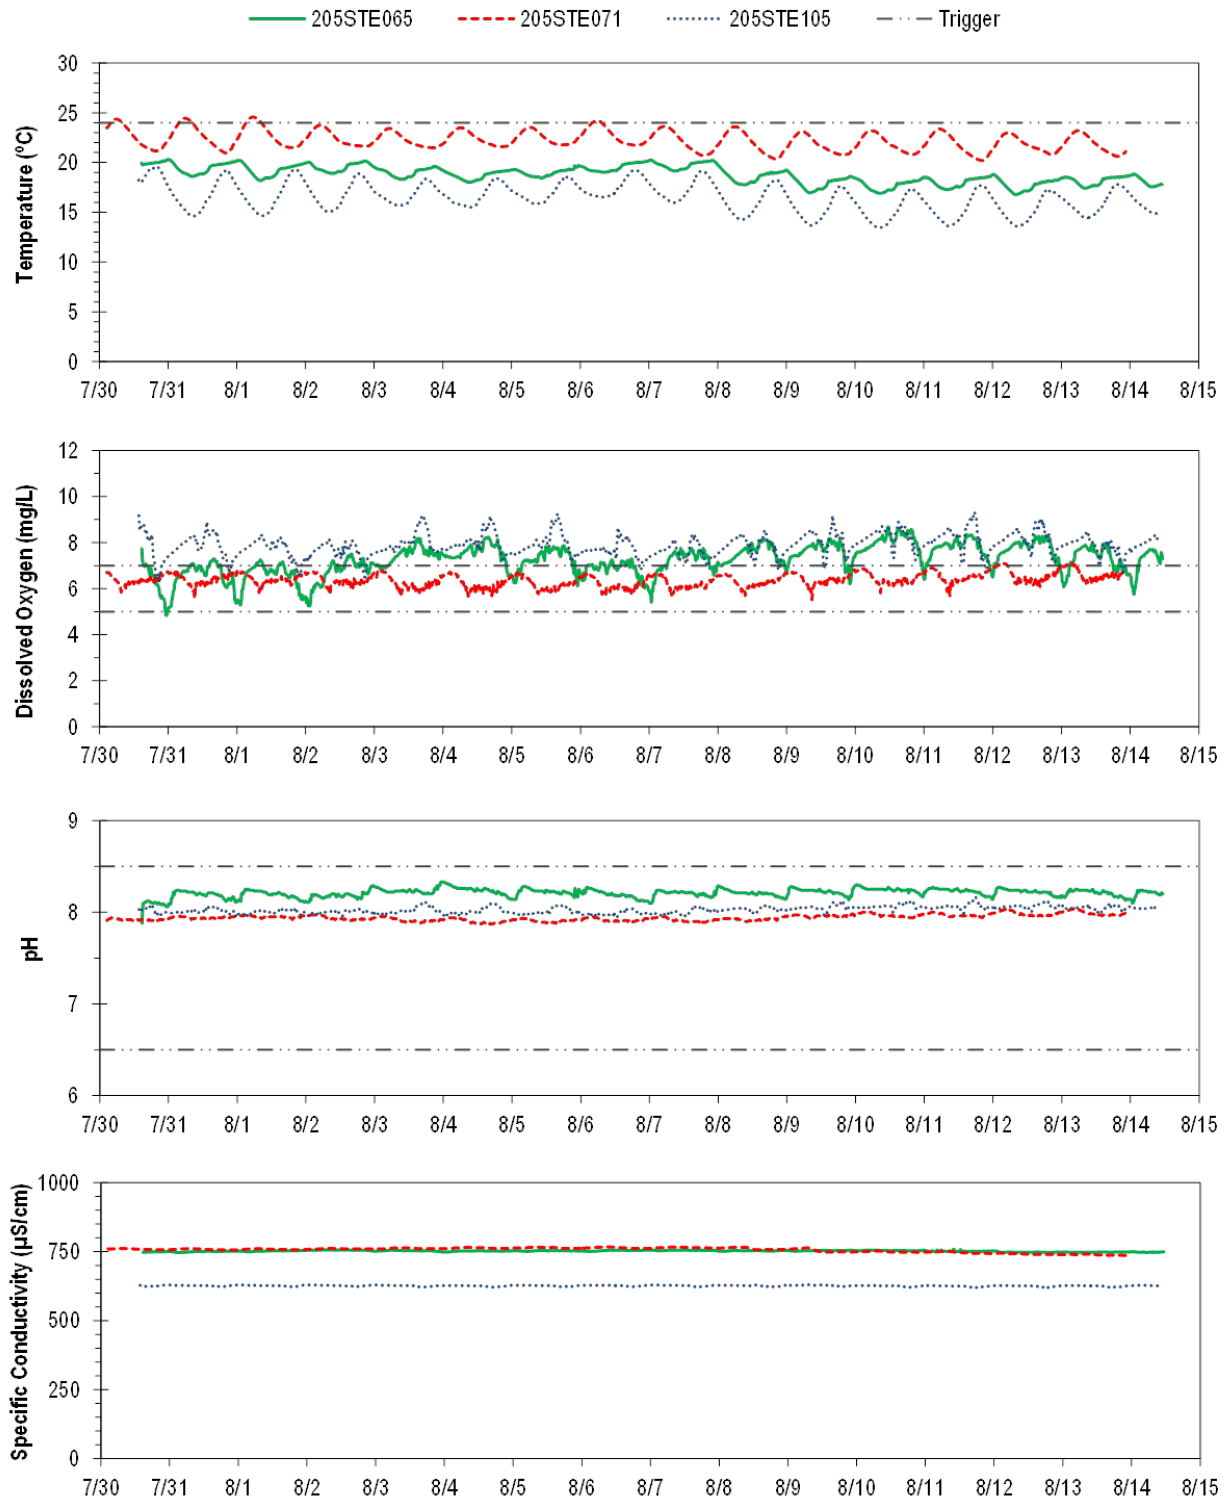 205STE065 205STE071 205STE105 Trigger
Temperature (ºC)
30
25
20
15
10
5
0
7/30 7/31 8/1 8/2 8/3 8/4 8/5 8/6 8/7 8/8 8/9 8/10 8/11 8/12 8/13 8/14 8/15
Dissolved Oxygen (mg/L)
12
10
8
6
4
2
0
7/30 7/31 8/1 8/2 8/3 8/4 8/5 8/6 8/7 8/8 8/9 8/10 8/11 8/12 8/13 8/14 8/15
pH
9
8
7
6
7/30 7/31 8/1 8/2 8/3 8/4 8/5 8/6 8/7 8/8 8/9 8/10 8/11 8/12 8/13 8/14 8/15
Specific Conductivity (µS/cm)
1000
750
500
250
0
7/30 7/31 8/1 8/2 8/3 8/4 8/5 8/6 8/7 8/8 8/9 8/10 8/11 8/12 8/13 8/14 8/15